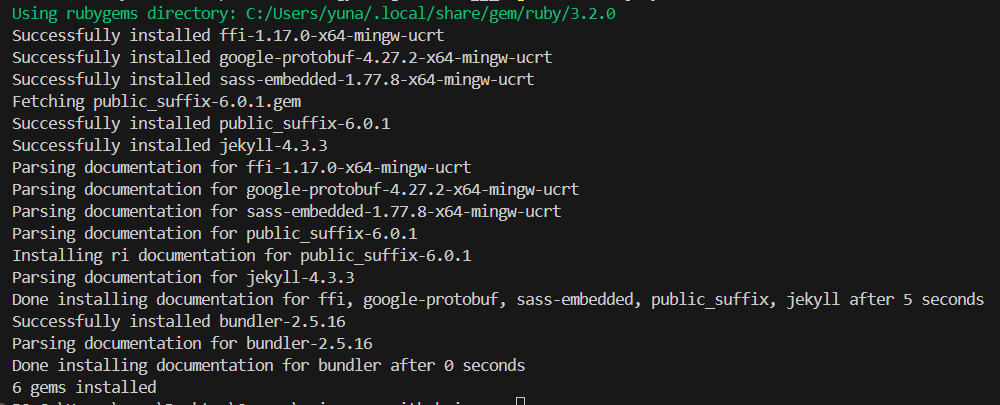 Using rubygems directory: C:/Users/yuna/.local/share/gem/ruby/3.2.0
Successfully installed ffi-1.17.0-x64-mingw-ucrt
Successfully installed google-protobuf-4.27.2-x64-mingw-ucrt
Successfully installed sass-embedded-1.77.8-x64-mingw-ucrt
Fetching public_suffix-6.0.1.gem
Successfully installed public_suffix-6.0.1
Successfully installed jekyll-4.3.3
Parsing documentation for ffi-1.17.0-x64-mingw-ucrt
Parsing documentation for google-protobuf-4.27.2-x64-mingw-ucrt
Parsing documentation for sass-embedded-1.77.8-x64-mingw-ucrt
Parsing documentation for public_suffix-6.0.1
Installing ri documentation for public_suffix-6.0.1
Parsing documentation for jekyll-4.3.3
Done installing documentation for ffi, google-protobuf, sass-embedded, public_suffix, jekyll after 5 seconds
Successfully installed bundler-2.5.16
Parsing documentation for bundler-2.5.16
Done installing documentation for bundler after 0 seconds
6 gems installed